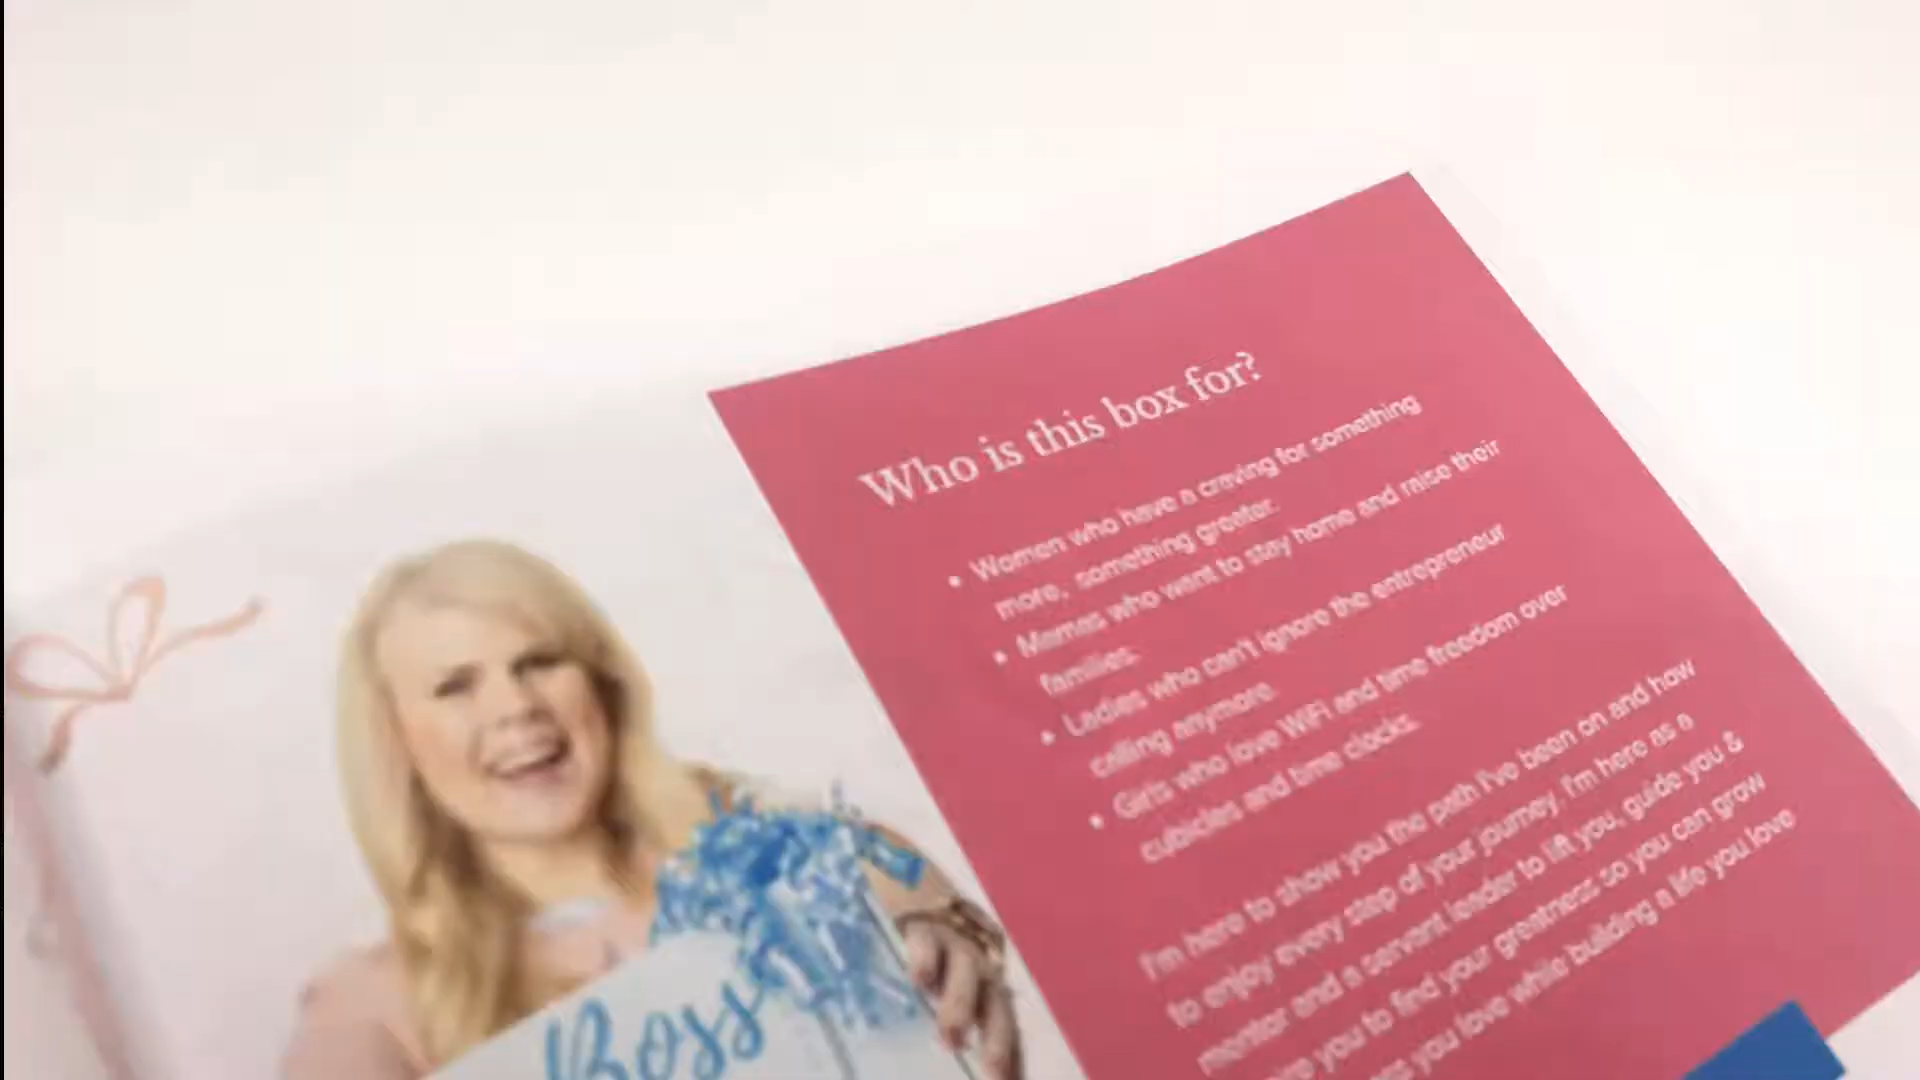 Who is this box for?
• Women who have a craving for something
more, something greater.
• Mamas who want to stay home and raise their
families.
• Ladies who can't ignore the entrepreneur
calling anymore.
• Girls who love WiFi and time freedom over
cubicles and time clocks.
I'm here to show you the path I've been on and how
to enjoy every step of your journey. I'm here as a
mentor and a servant leader to lift you, guide you &
you to find your greatness so you can grow
you love while building a life you love
Boss